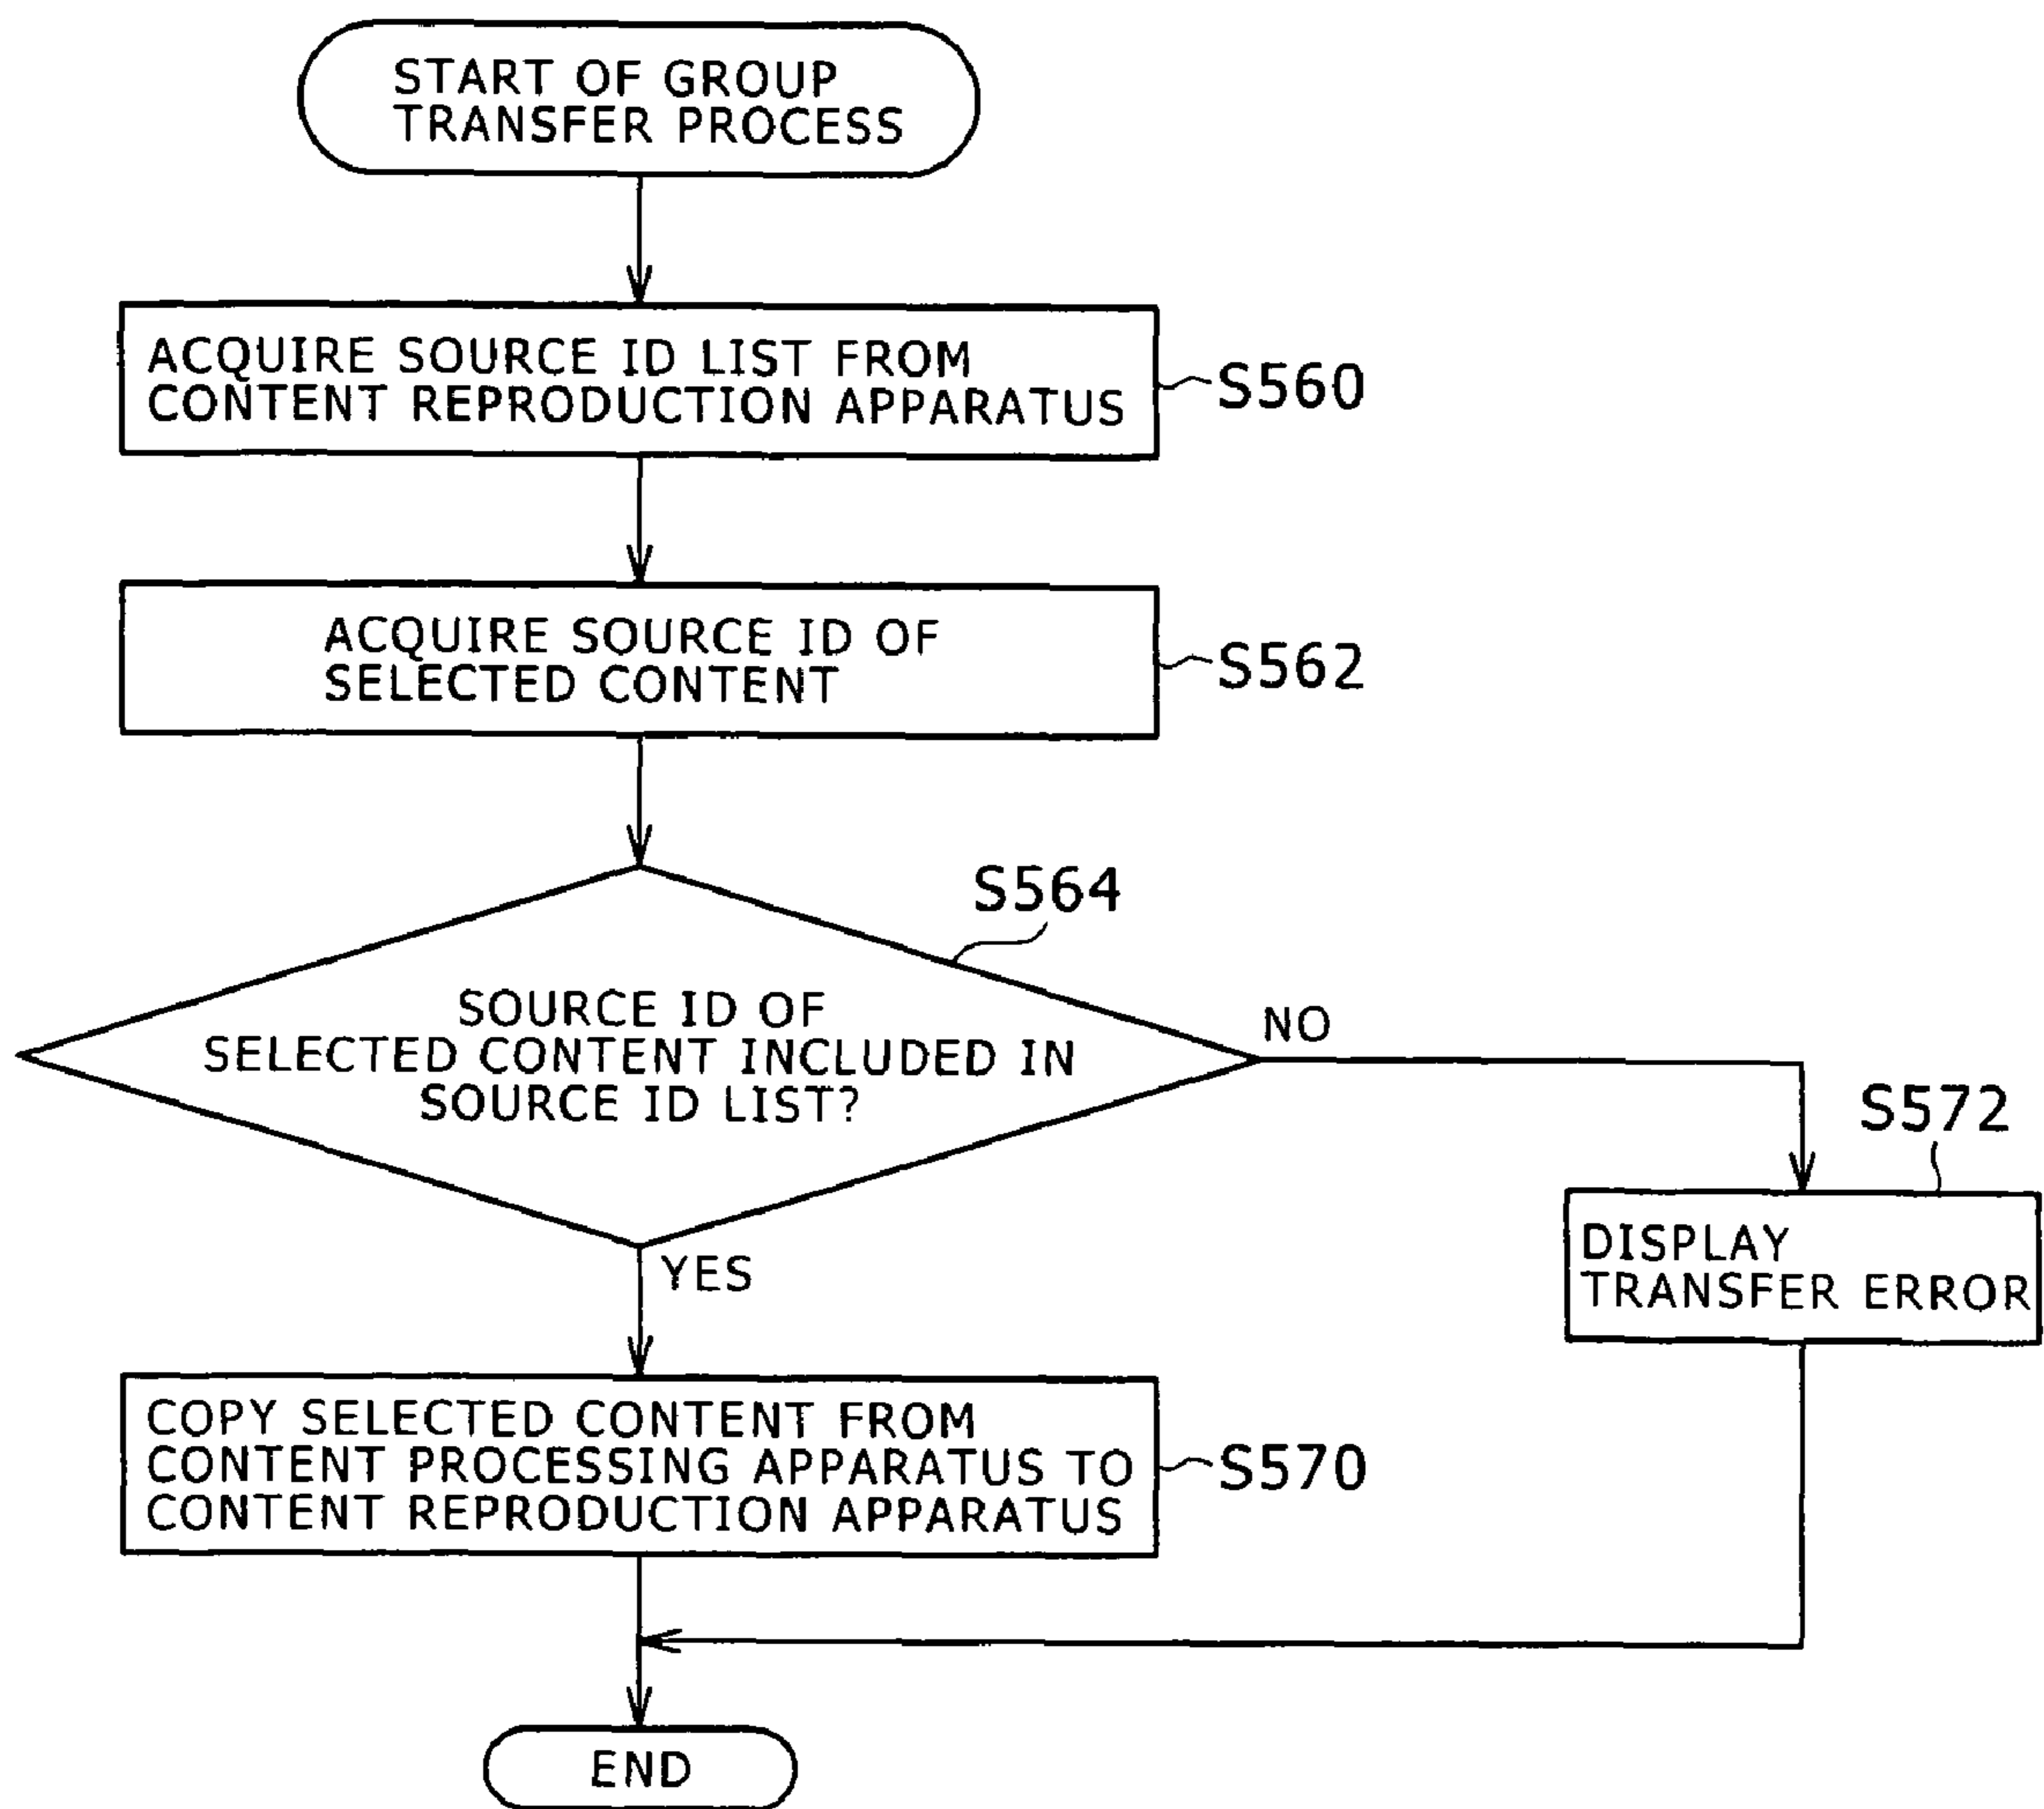 START OF GROUP
TRANSFER PROCESS
ACQUIRE SOURCE ID LIST FROM
CONTENT REPRODUCTION APPARATUS
S560
ACQUIRE SOURCE ID OF
SELECTED CONTENT
S562
S564
SOURCE ID OF
SELECTED CONTENT INCLUDED IN
SOURCE ID LIST?
NO
S572
DISPLAY
TRANSFER ERROR
YES
COPY SELECTED CONTENT FROM
CONTENT PROCESSING APPARATUS TO
CONTENT REPRODUCTION APPARATUS
S570
END